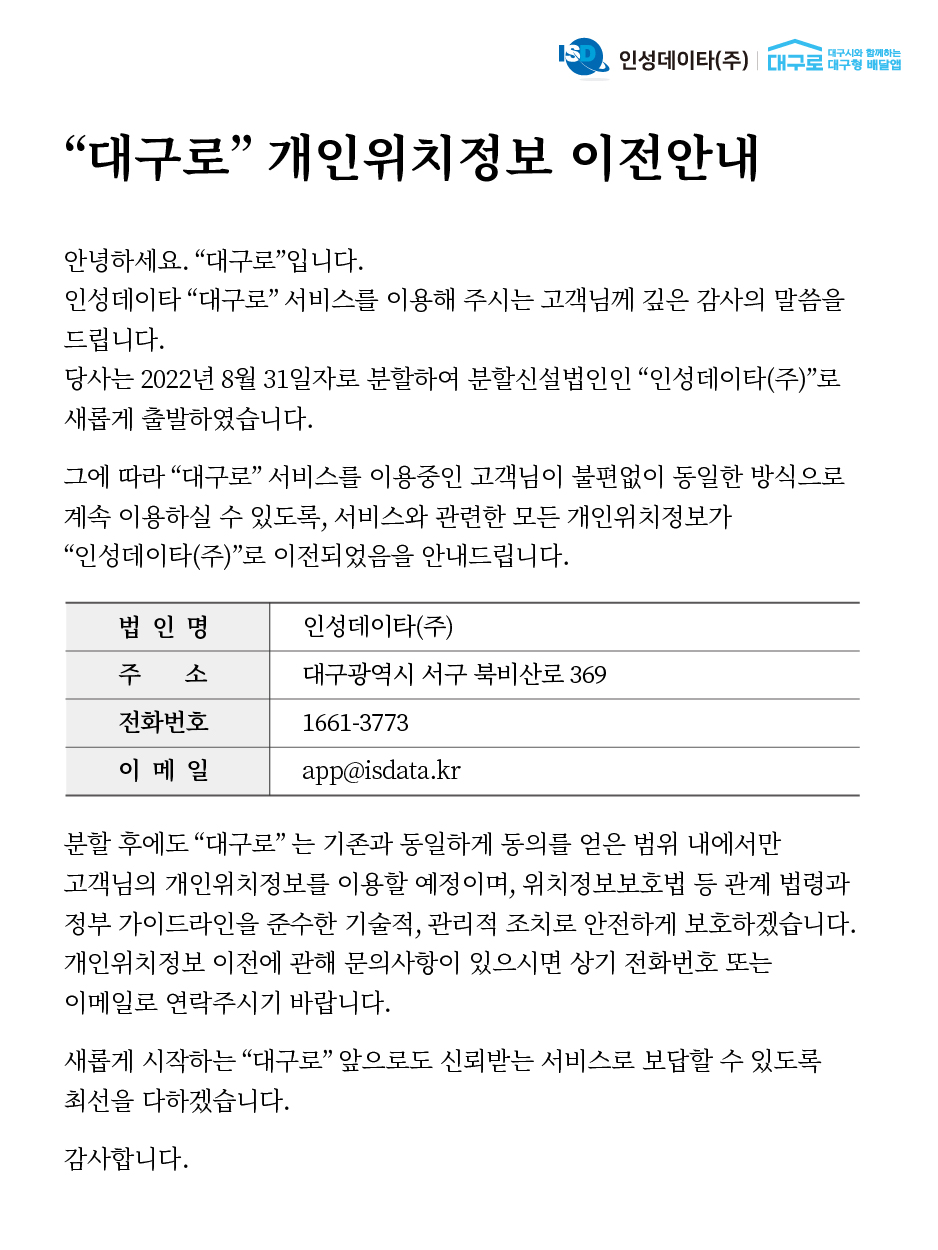 ISD 인성데이타(주) 대구로 대구시와 함께하는
대구형 배달앱
“대구로” 개인위치정보 이전안내
안녕하세요. “대구로”입니다.
인성데이타 “대구로” 서비스를 이용해 주시는 고객님께 깊은 감사의 말씀을
드립니다.
당사는 2022년 8월 31일자로 분할하여 분할신설법인인 “인성데이타(주)”로
새롭게 출발하였습니다.
그에 따라 “대구로” 서비스를 이용중인 고객님이 불편없이 동일한 방식으로
계속 이용하실 수 있도록, 서비스와 관련한 모든 개인위치정보가
“인성데이타(주)”로 이전되었음을 안내드립니다.
법 인 명 인성데이타(주)
주 소 대구광역시 서구 북비산로 369
전화번호 1661-3773
이 메 일 app@isdata.kr
분할 후에도 “대구로” 는 기존과 동일하게 동의를 얻은 범위 내에서만
고객님의 개인위치정보를 이용할 예정이며, 위치정보보호법 등 관계 법령과
정부 가이드라인을 준수한 기술적, 관리적 조치로 안전하게 보호하겠습니다.
개인위치정보 이전에 관해 문의사항이 있으시면 상기 전화번호 또는
이메일로 연락주시기 바랍니다.
새롭게 시작하는 “대구로” 앞으로도 신뢰받는 서비스로 보답할 수 있도록
최선을 다하겠습니다.
감사합니다.